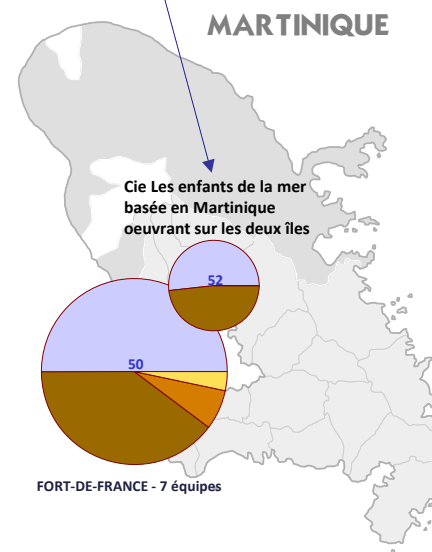 MARTINIQUE
Cie Les enfants de la mer
basée en Martinique
oeuvrant sur les deux îles
52
50
FORT-DE-FRANCE - 7 équipes